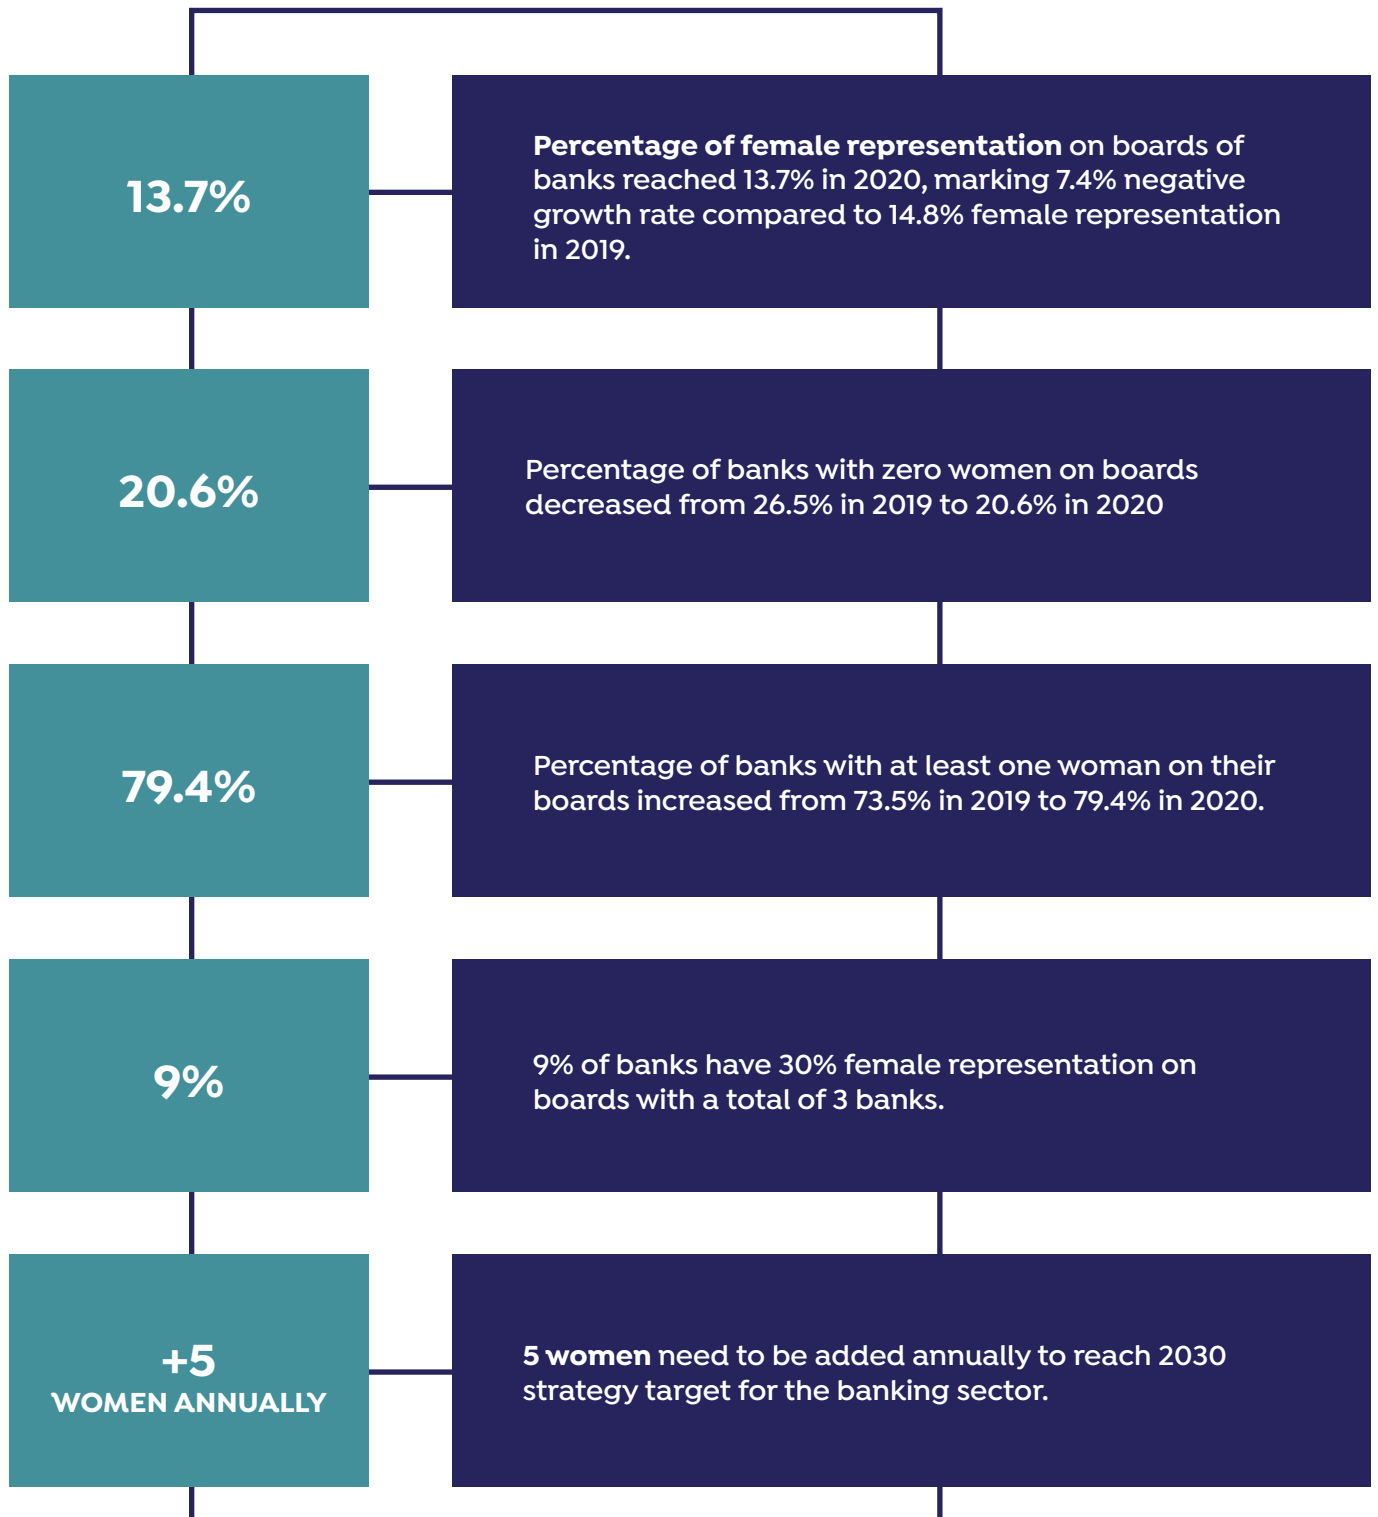 13.7%
Percentage of female representation on boards of
banks reached 13.7% in 2020, marking 7.4% negative
growth rate compared to 14.8% female representation
in 2019.
20.6%
Percentage of banks with zero women on boards
decreased from 26.5% in 2019 to 20.6% in 2020
79.4%
Percentage of banks with at least one woman on their
boards increased from 73.5% in 2019 to 79.4% in 2020.
9%
9% of banks have 30% female representation on
boards with a total of 3 banks.
+5
WOMEN ANNUALLY
5 women need to be added annually to reach 2030
strategy target for the banking sector.